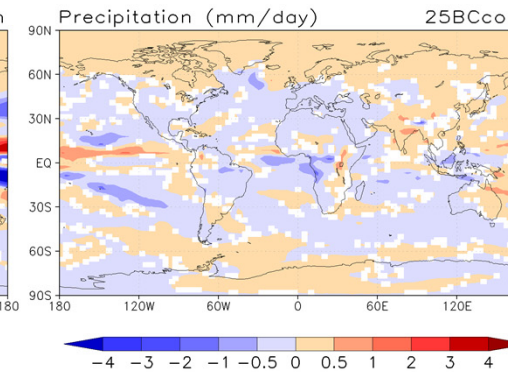 n Precipitation (mm/day) 25BCco
90N
60N
30N
EQ
30S
60S
90S
180 180 120W 60W 0 60E 120E
-4 -3 -2 -1 -0.5 0 0.5 1 2 3 4